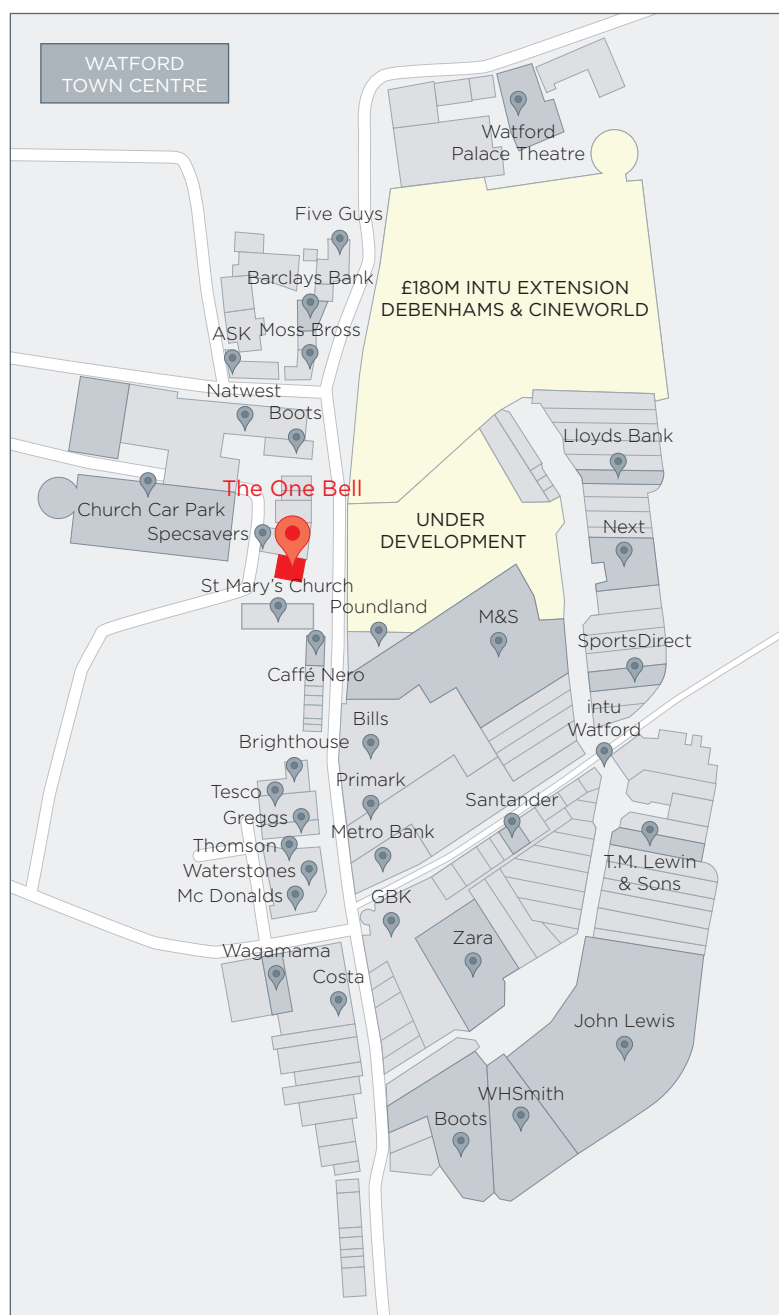 WATFORD
TOWN CENTRE
Watford
Palace Theatre
Five Guys
Barclays Bank
£180M INTU EXTENSION
DEBENHAMS & CINEWORLD
ASK
Moss Bross
Natwest
Boots
Lloyds Bank
The One Bell
Church Car Park
Specsavers
UNDER
DEVELOPMENT
Next
St Mary's Church
Poundland
M&S
SportsDirect
Caffé Nero
intu
Watford
Bills
Brighthouse
Primark
Tesco
Santander
Greggs
Metro Bank
Thomson
T.M. Lewin
& Sons
Waterstones
Mc Donalds
GBK
Wagamama
Zara
Costa
John Lewis
WHSmith
Boots